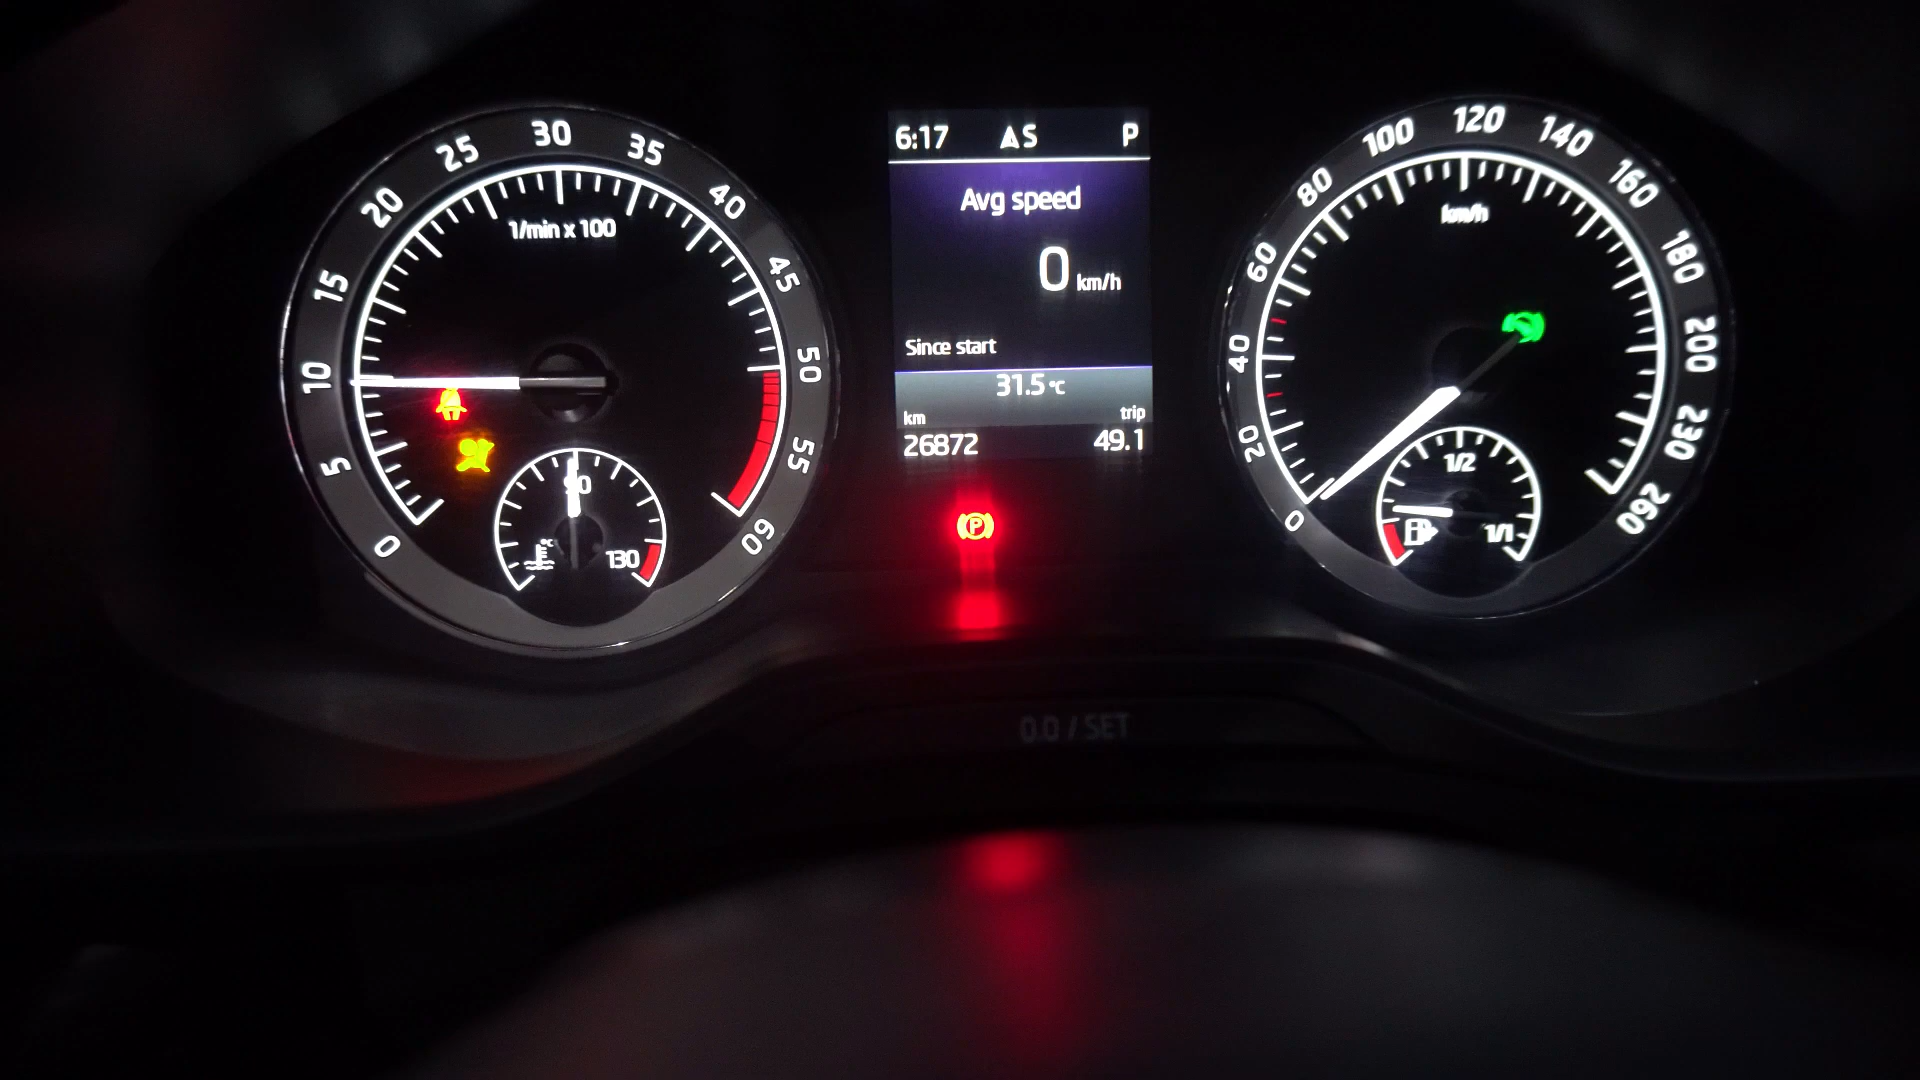 0
5
10
15
20
25
30
35
40
45
50
55
60
1/min x 100
90
130
°C
6:17 A S P
Avg speed
0 km/h
Since start
31.5 °C
km trip
26872 49.1
P
0
20
40
60
80
100
120
140
160
180
200
230
260
km/h
1/2
1/1
0.0 / SET